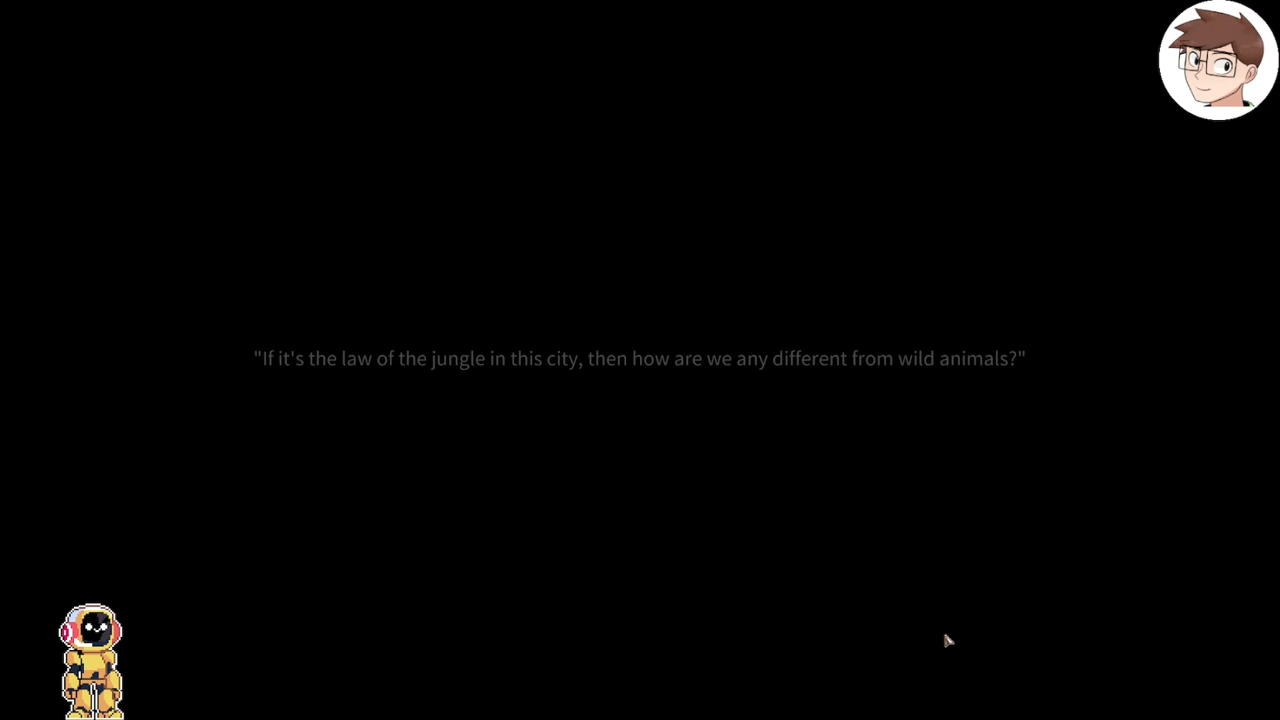 "If it's the law of the jungle in this city, then how are we any different from wild animals?"